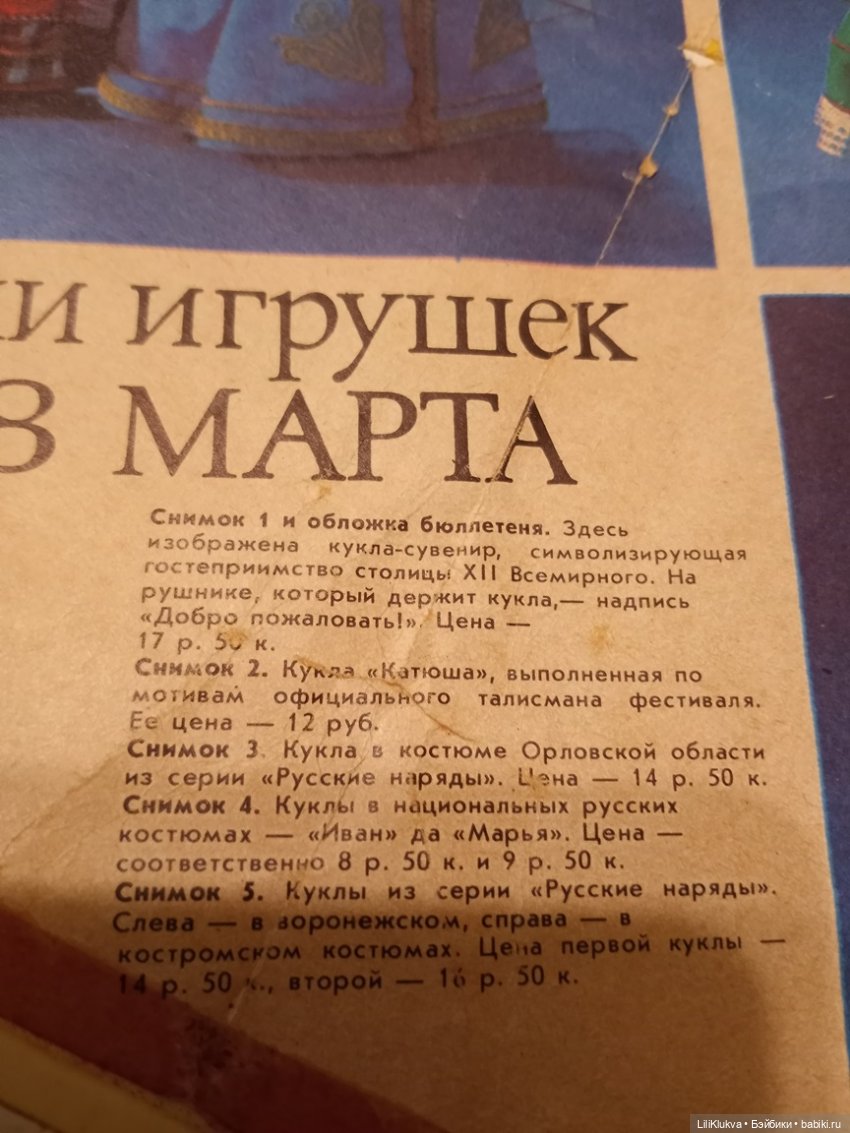 игрушек
8 МАРТА
Снимок 1 и обложка бюллетеня. Здесь
изображена кукла-сувенир, символизирующая
гостеприимство столицы XII Всемирного. На
рушнике, который держит кукла,— надпись
«Добро пожаловать!». Цена —
17 р. 50 к.
Снимок 2. Кукла «Катюша», выполненная по
мотивам официального талисмана фестиваля.
Ее цена — 12 руб.
Снимок 3. Кукла в костюме Орловской области
из серии «Русские наряды». Цена — 14 р. 50 к.
Снимок 4. Куклы в национальных русских
костюмах — «Иван» да «Марья». Цена —
соответственно 8 р. 50 к. и 9 р. 50 к.
Снимок 5. Куклы из серии «Русские наряды».
Слева — в воронежском, справа — в
костромском костюмах. Цена первой куклы —
14 р. 50 к., второй — 16 р. 50 к.
LiliKlukva • Бэйбики • babiki.ru